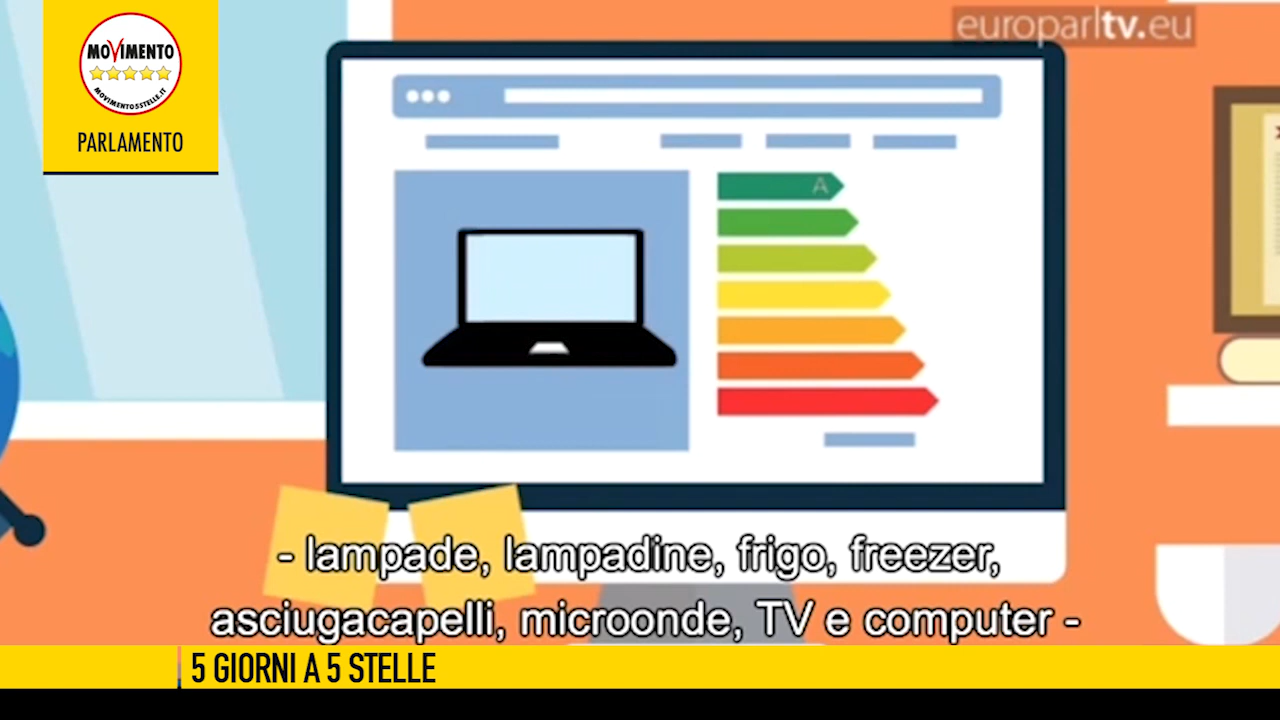 MOVIMENTO
MOVIMENTO5STELLE.IT
PARLAMENTO
europarltv.eu
A
- lampade, lampadine, frigo, freezer,
asciugacapelli, microonde, TV e computer -
5 GIORNI A 5 STELLE